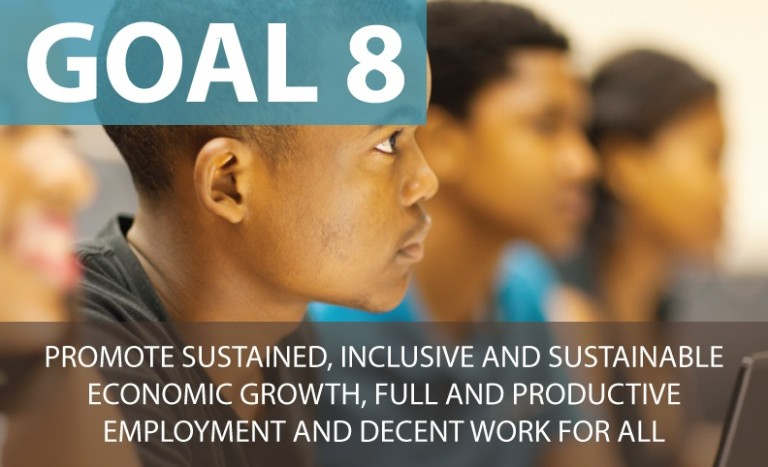 GOAL 8
PROMOTE SUSTAINED, INCLUSIVE AND SUSTAINABLE
ECONOMIC GROWTH, FULL AND PRODUCTIVE
EMPLOYMENT AND DECENT WORK FOR ALL